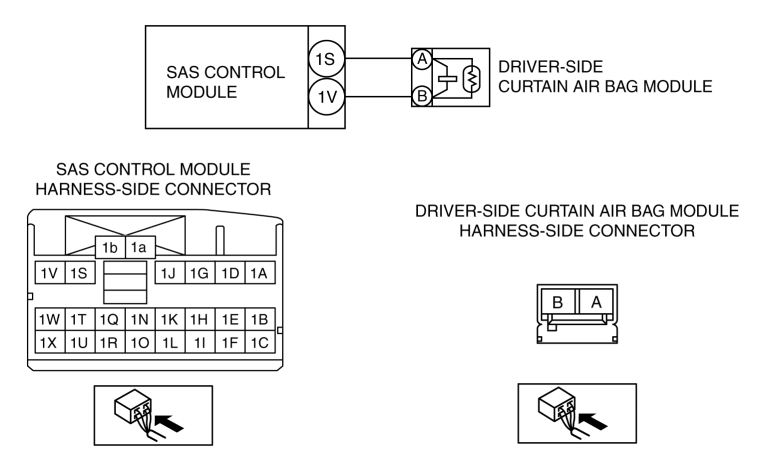 SAS CONTROL
MODULE
1S
1V
A
B
DRIVER-SIDE
CURTAIN AIR BAG MODULE
SAS CONTROL MODULE
HARNESS-SIDE CONNECTOR
1b 1a
1V 1S 1J 1G 1D 1A
1W 1T 1Q 1N 1K 1H 1E 1B
1X 1U 1R 1O 1L 1I 1F 1C
DRIVER-SIDE CURTAIN AIR BAG MODULE
HARNESS-SIDE CONNECTOR
B A